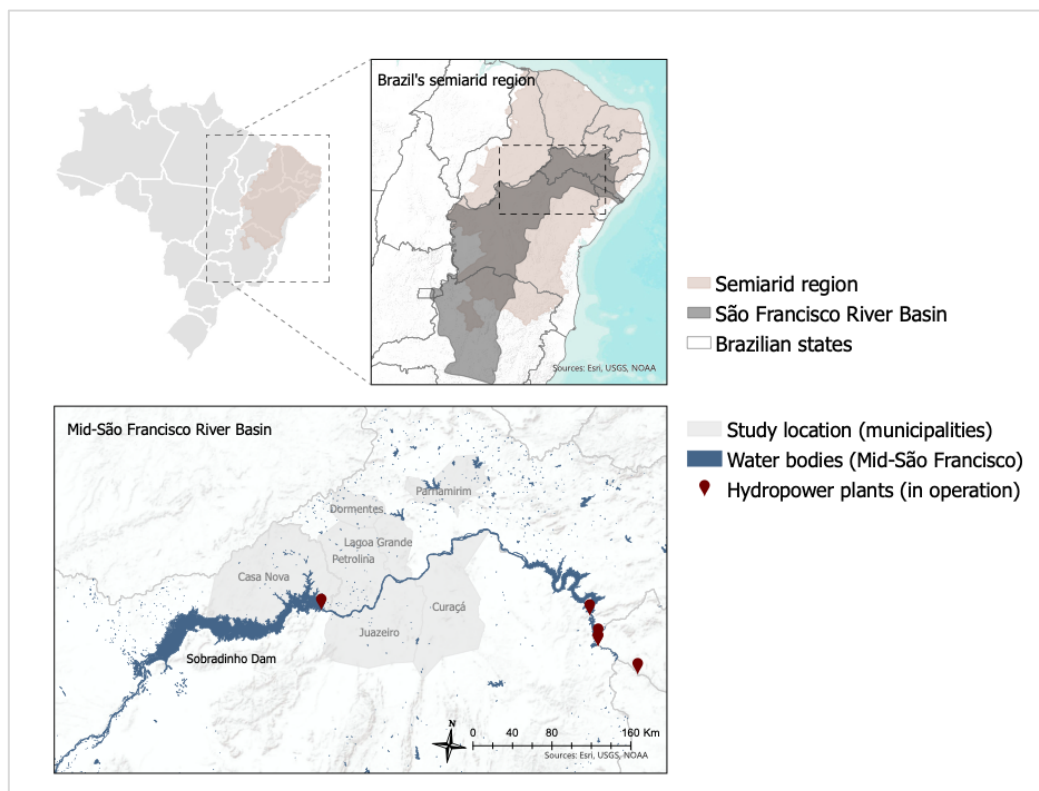 Brazil's semiarid region
Sources: Esri, USGS, NOAA
Semiarid region
São Francisco River Basin
Brazilian states
Mid-São Francisco River Basin
Parnamirim
Dormentes
Lagoa Grande
Petrolina
Casa Nova
Curaçá
Juazeiro
Sobradinho Dam
N
0 40 80 160 Km
Sources: Esri, USGS, NOAA
Study location (municipalities)
Water bodies (Mid-São Francisco)
Hydropower plants (in operation)